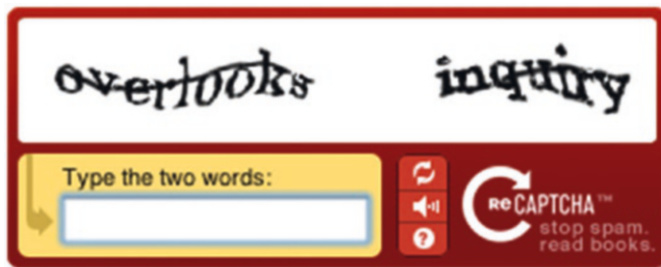 overlooks inquiry
Type the two words:
ReCAPTCHA™
stop spam.
read books.